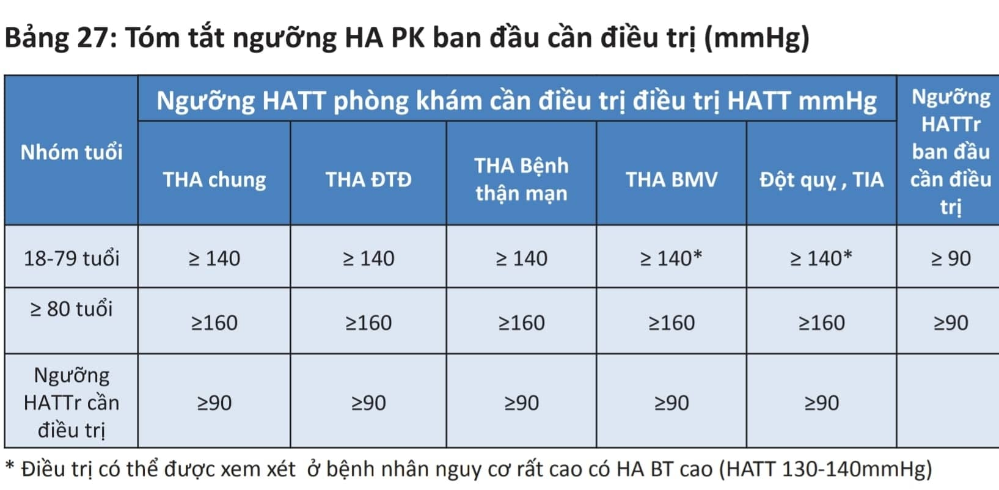 Bảng 27: Tóm tắt ngưỡng HA PK ban đầu cần điều trị (mmHg)
Nhóm tuổi
Ngưỡng HATT phòng khám cần điều trị điều trị HATT mmHg
Ngưỡng
HATTr
ban đầu
cần điều
trị
THA chung
THA ĐTĐ
THA Bệnh
thận mạn
THA BMV
Đột quỵ , TIA
18-79 tuổi
≥ 140
≥ 140
≥ 140
≥ 140*
≥ 140*
≥ 90
≥ 80 tuổi
≥160
≥160
≥160
≥160
≥160
≥90
Ngưỡng
HATTr cần
điều trị
≥90
≥90
≥90
≥90
≥90
* Điều trị có thể được xem xét ở bệnh nhân nguy cơ rất cao có HA BT cao (HATT 130-140mmHg)